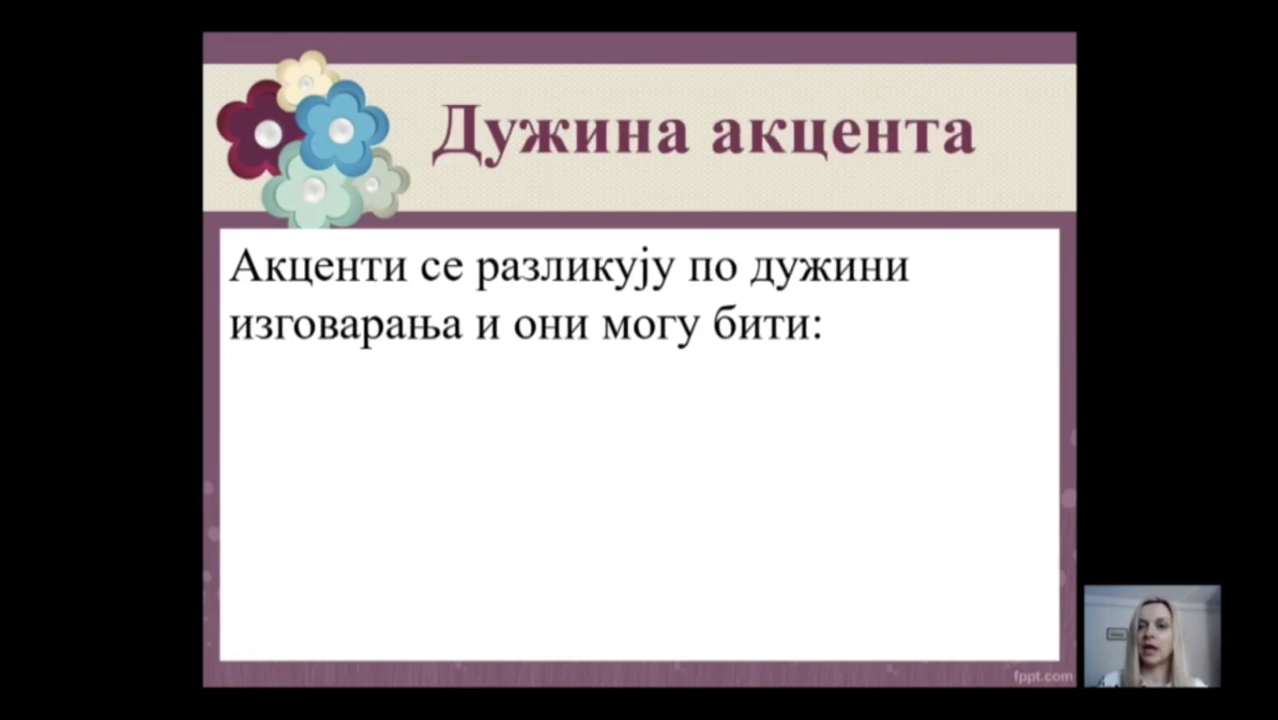 Дужина акцента
Акценти се разликују по дужини
изговарања и они могу бити:
fppt.com